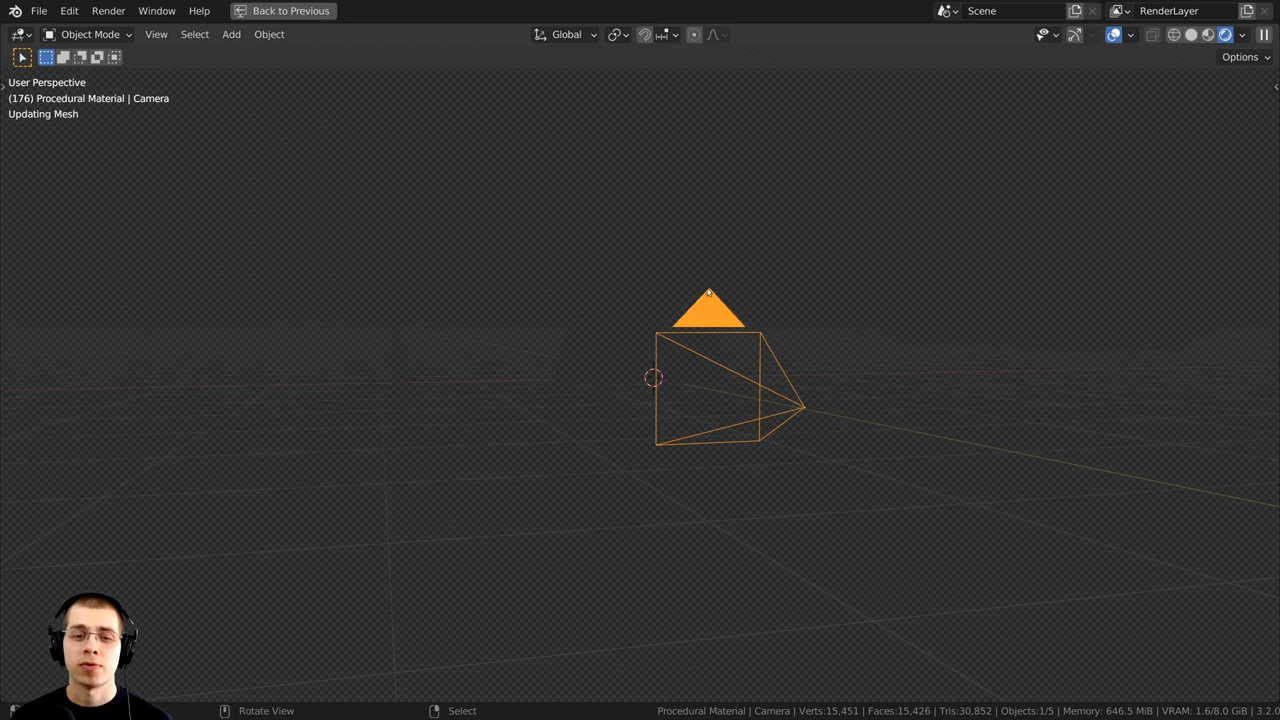 File Edit Render Window Help Back to Previous Scene RenderLayer
Object Mode View Select Add Object Global
Options
User Perspective
(176) Procedural Material | Camera
Updating Mesh
Rotate View Select Procedural Material | Camera | Verts:15,451 | Faces:15,426 | Tris:30,852 | Objects:1/5 | Memory: 646.5 MiB | VRAM: 1.6/8.0 GiB | 3.2.0